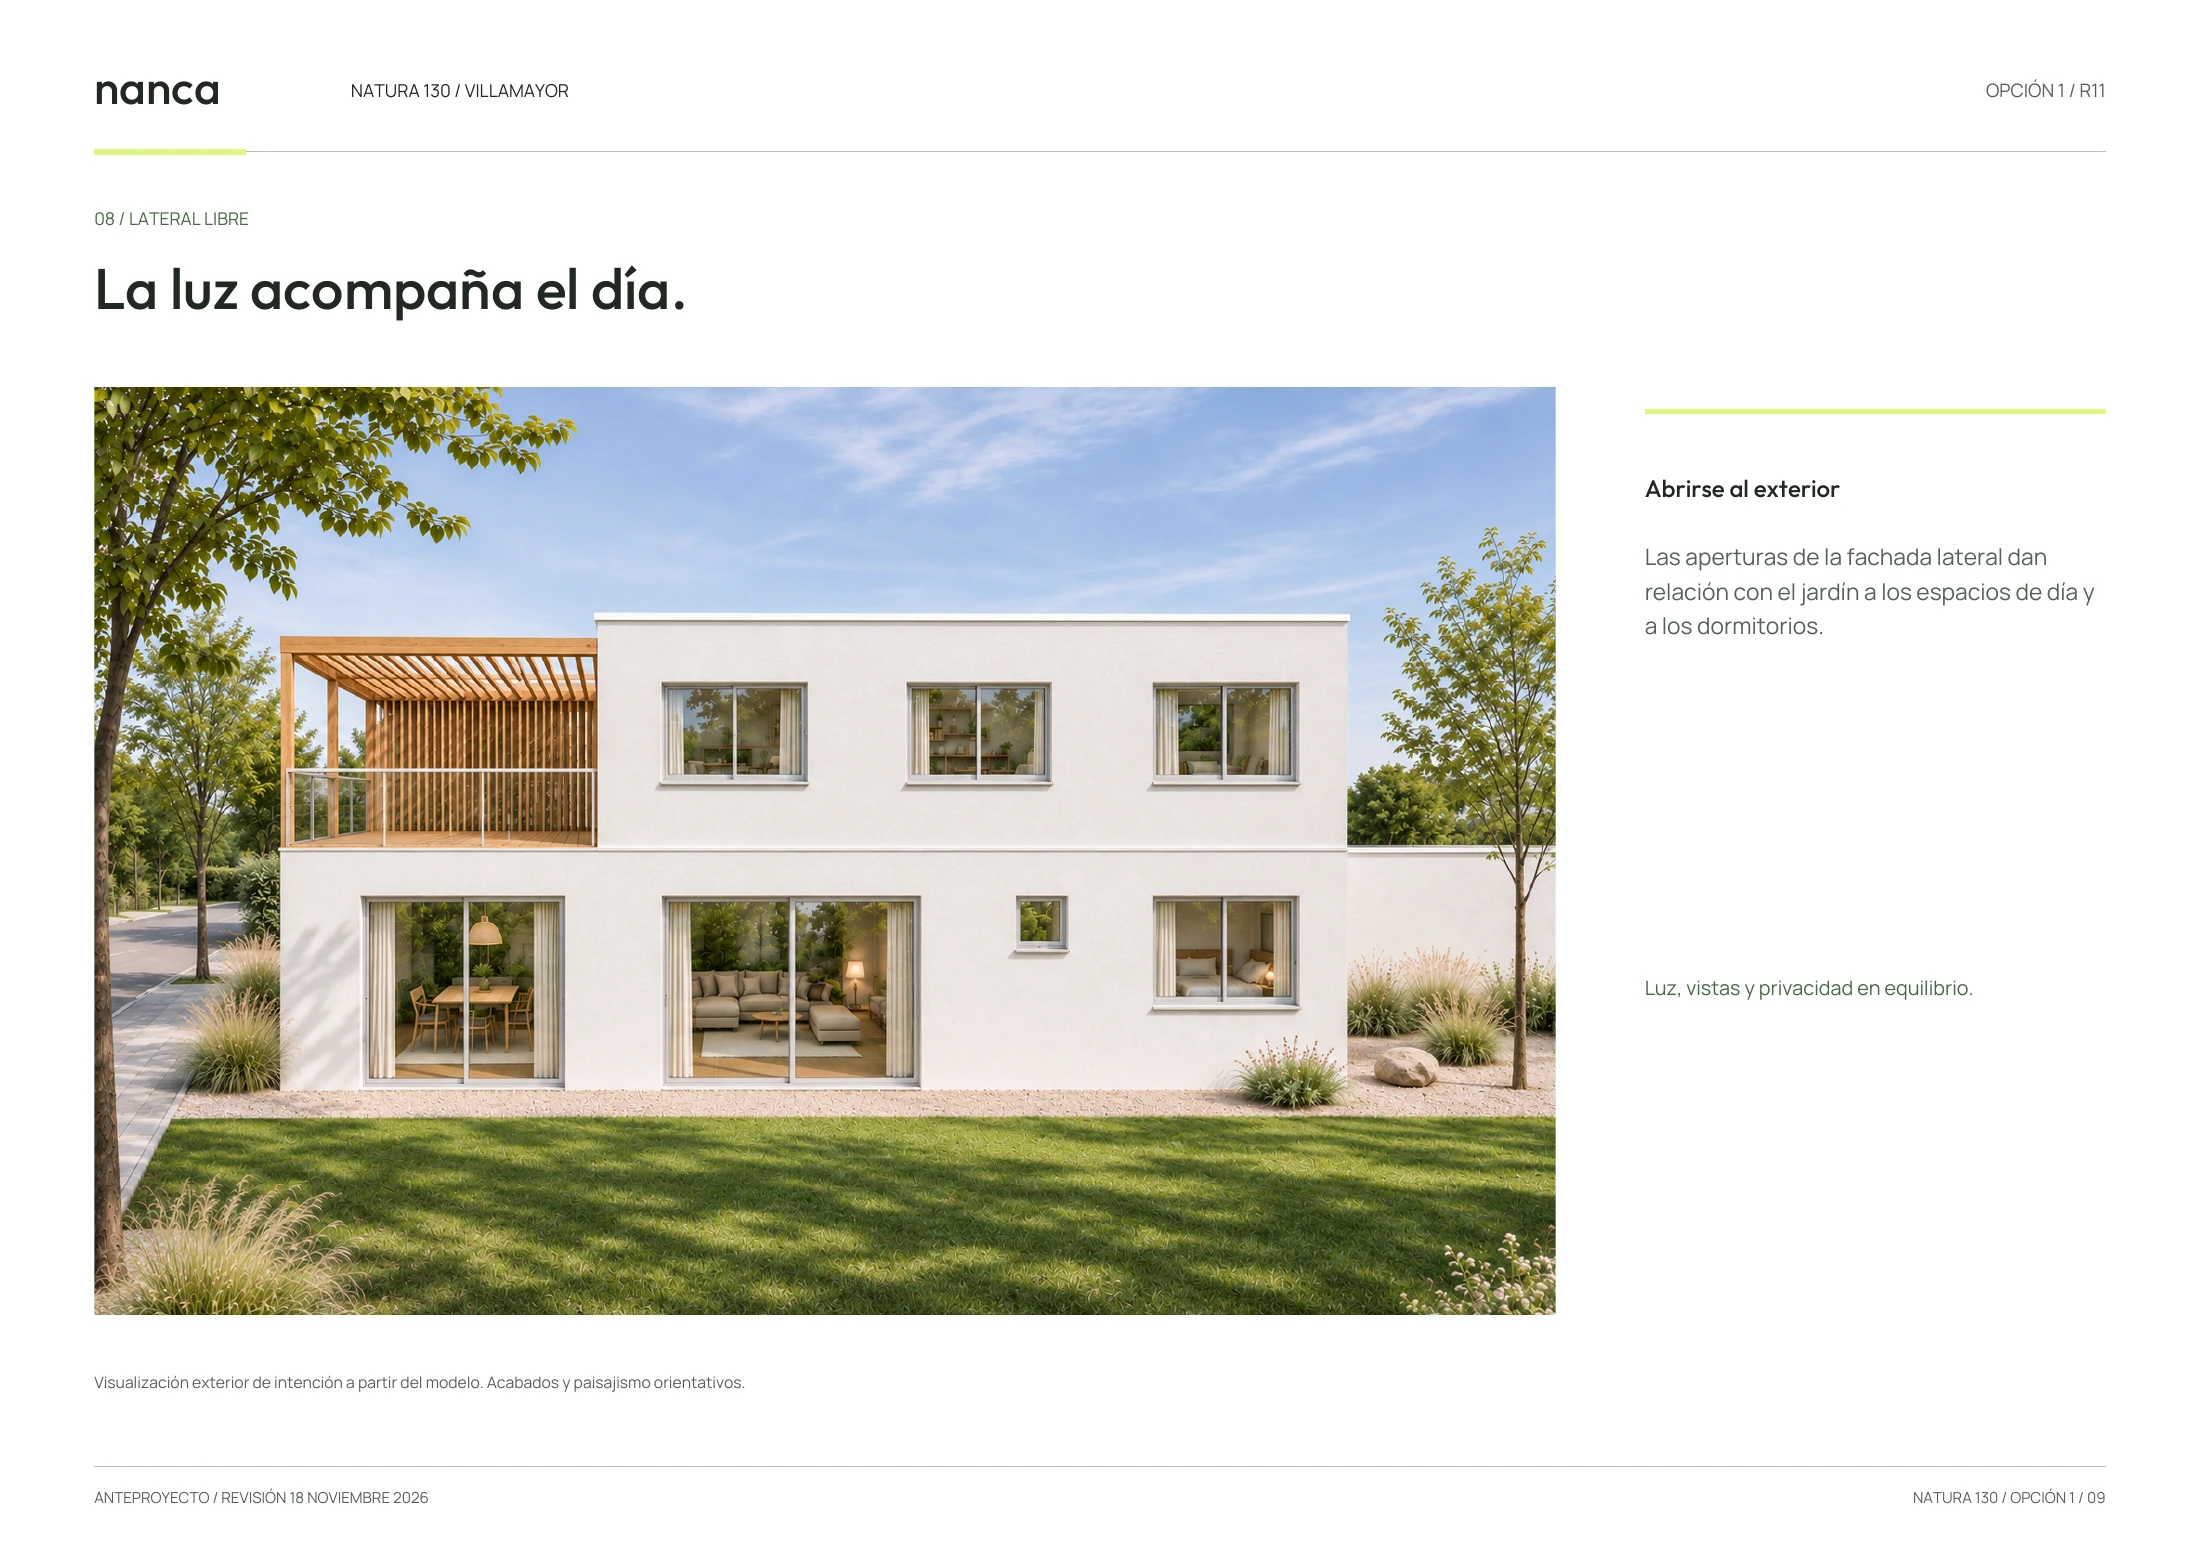 nanca
NATURA 130 / VILLAMAYOR
OPCIÓN 1 / R11
08 / LATERAL LIBRE
La luz acompaña el día.
Abrirse al exterior
Las aperturas de la fachada lateral dan
relación con el jardín a los espacios de día y
a los dormitorios.
Luz, vistas y privacidad en equilibrio.
Visualización exterior de intención a partir del modelo. Acabados y paisajismo orientativos.
ANTEPROYECTO / REVISIÓN 18 NOVIEMBRE 2026
NATURA 130 / OPCIÓN 1 / 09